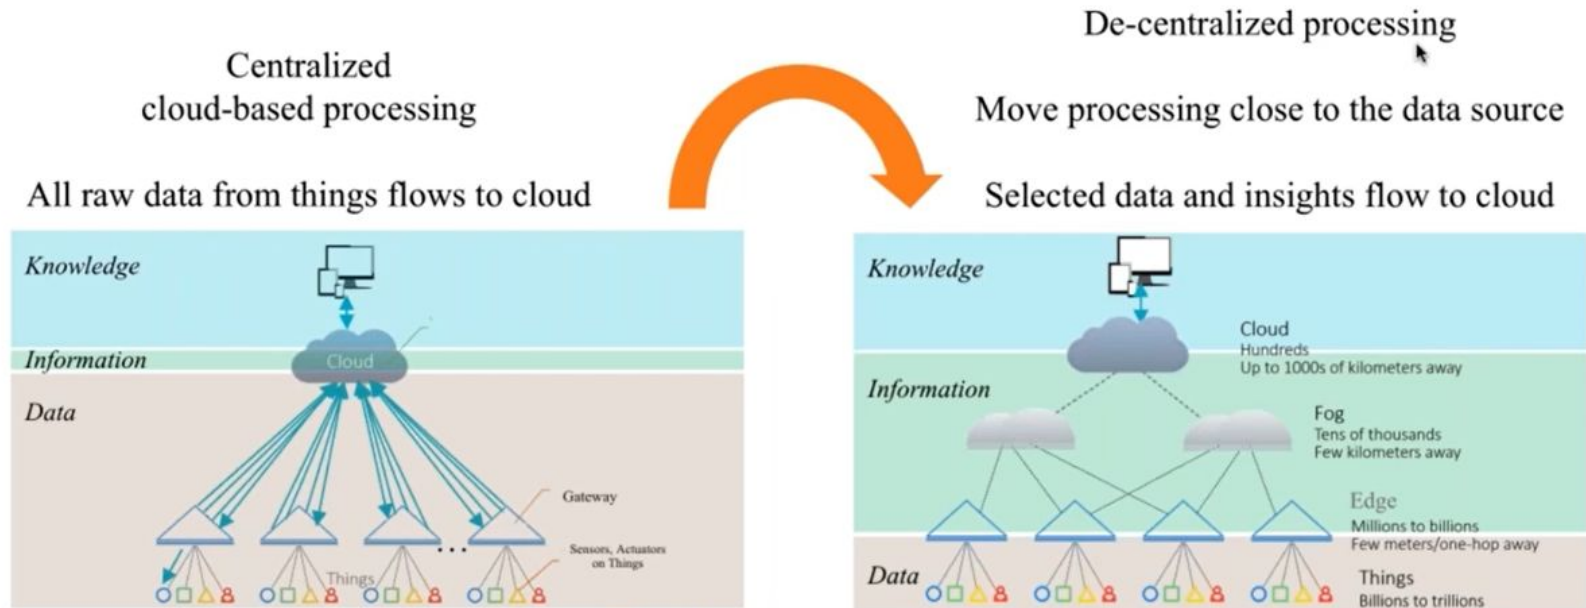 Centralized
cloud-based processing
All raw data from things flows to cloud
Knowledge
Information
Cloud
Data
Gateway
Sensors, Actuators
on Things
Things
De-centralized processing
Move processing close to the data source
Selected data and insights flow to cloud
Knowledge
Cloud
Hundreds
Up to 1000s of kilometers away
Information
Fog
Tens of thousands
Few kilometers away
Edge
Millions to billions
Few meters/one-hop away
Data
Things
Billions to trillions